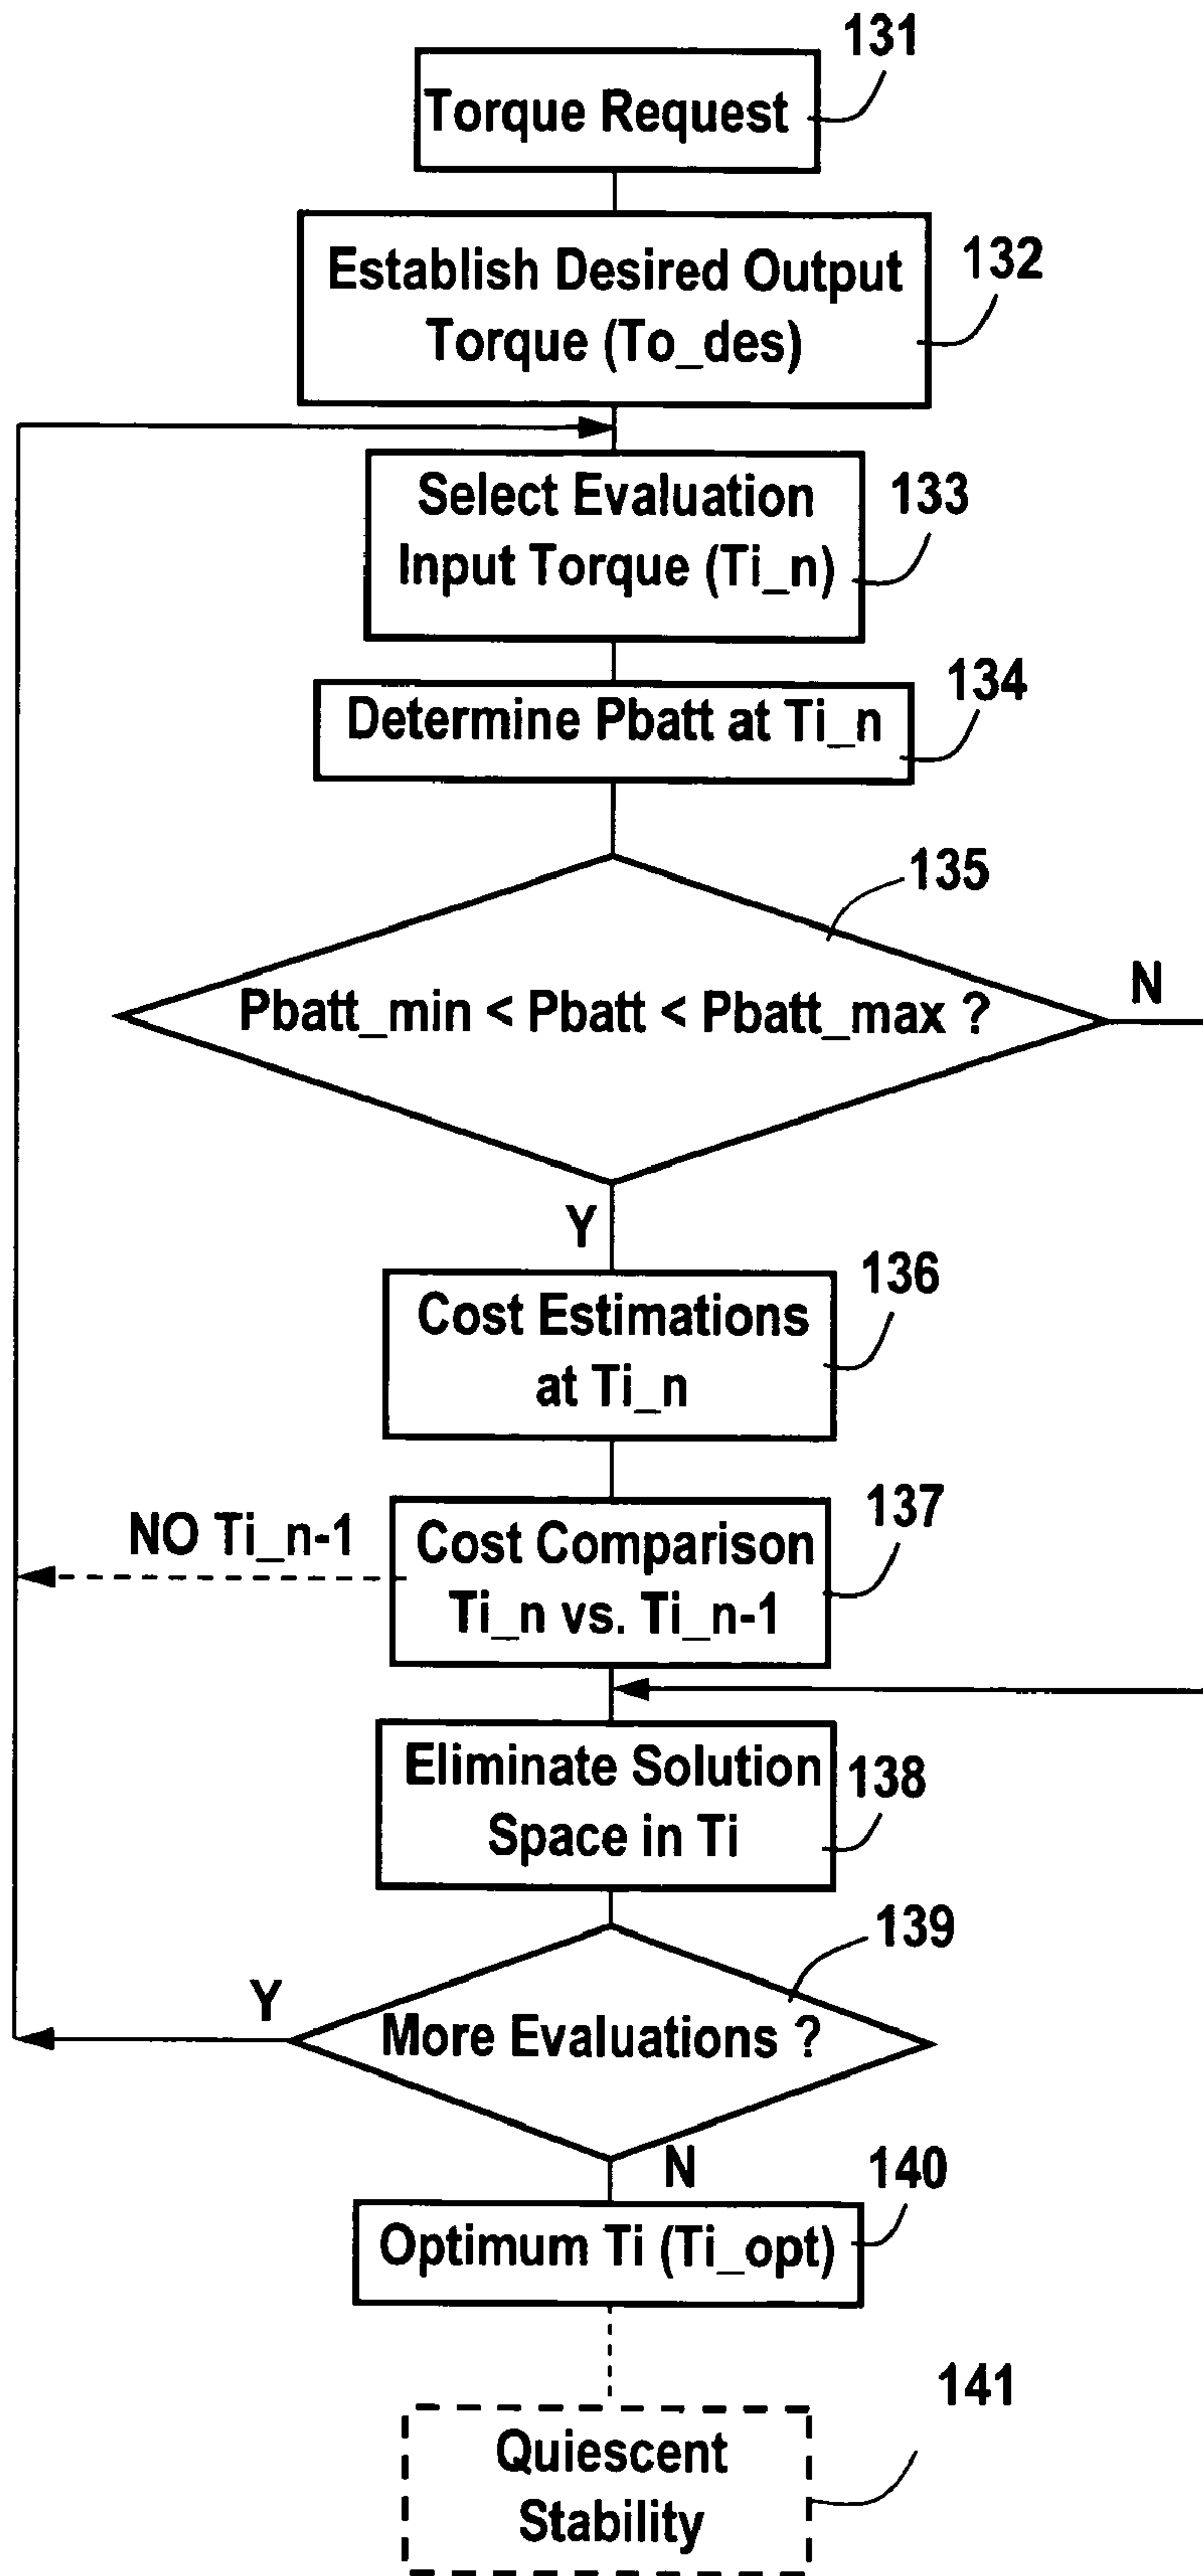 131
Torque Request
132
Establish Desired Output
Torque (To_des)
133
Select Evaluation
Input Torque (Ti_n)
134
Determine Pbatt at Ti_n
135
Pbatt_min < Pbatt < Pbatt_max ?
N
Y
136
Cost Estimations
at Ti_n
137
NO Ti_n-1
Cost Comparison
Ti_n vs. Ti_n-1
Eliminate Solution
Space in Ti
138
139
Y
More Evaluations ?
N
140
Optimum Ti (Ti_opt)
141
Quiescent
Stability